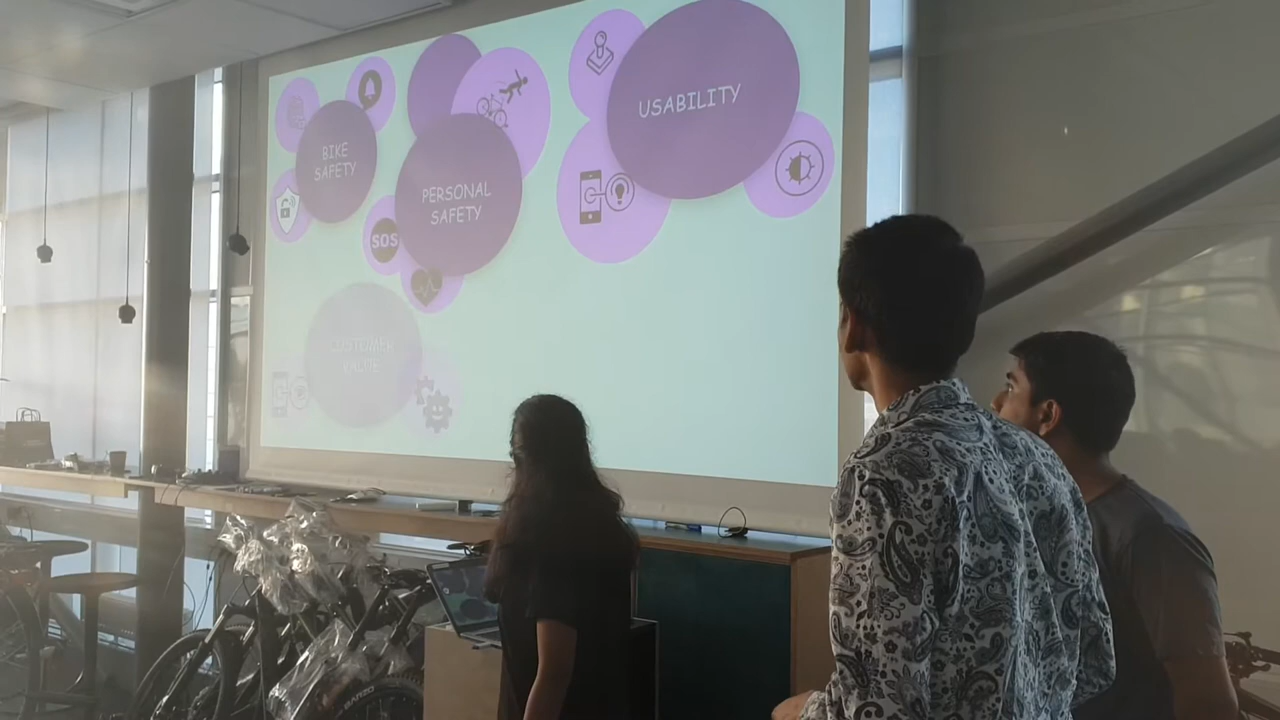 BIKE
SAFETY
PERSONAL
SAFETY
SOS
USABILITY
CUSTOMER
VALUE